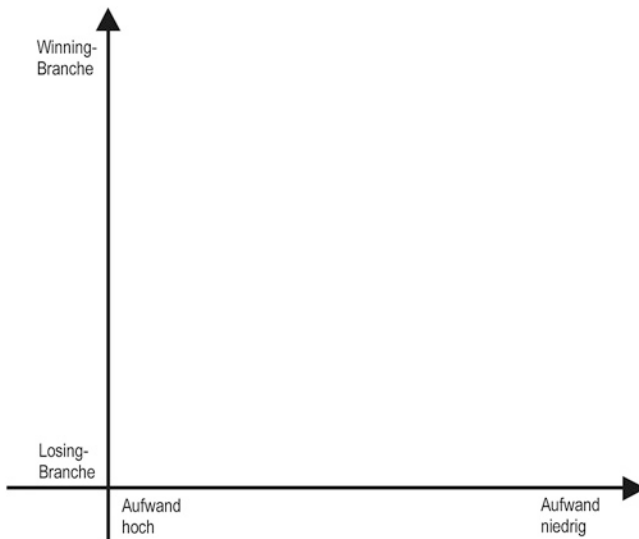 Winning-
Branche
Losing-
Branche
Aufwand
hoch
Aufwand
niedrig